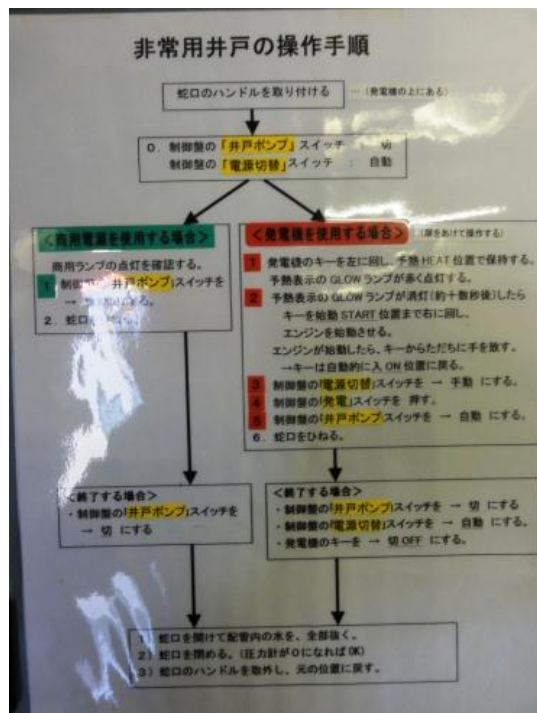 非常用井戸の操作手順
蛇口のハンドルを取り付ける … (発電機の上にある)
0. 制御盤の「井戸ポンプ」スイッチ : 切
制御盤の「電源切替」スイッチ : 自動
<商用電源を使用する場合>
商用ランプの点灯を確認する。
1 制御盤の「井戸ポンプ」スイッチを
→ する。
2. 蛇口
<発電機を使用する場合> (扉をあけて操作する)
1 発電機のキーを左に回し、予熱 HEAT 位置で保持する。
予熱表示の GLOW ランプが赤く点灯する。
2 予熱表示の GLOW ランプが消灯(約十数秒後)したら
キーを始動 START 位置まで右に回し、
エンジンを始動させる。
エンジンが始動したら、キーからただちに手を放す。
→キーは自動的に入 ON 位置に戻る。
3 制御盤の「電源切替」スイッチを → 手動 にする。
4 制御盤の「発電」スイッチを 押す。
5 制御盤の「井戸ポンプ」スイッチを → 自動 にする。
6. 蛇口をひねる。
<終了する場合>
・制御盤の「井戸ポンプ」スイッチを
→ 切 にする
<終了する場合>
・制御盤の「井戸ポンプ」スイッチを → 切 にする
・制御盤の「電源切替」スイッチを → 自動 にする。
・発電機のキーを → 切 OFF にする。
1) 蛇口を開けて配管内の水を、全部抜く。
2) 蛇口を閉める。(圧力計が0になればOK)
3) 蛇口のハンドルを取外し、元の位置に戻す。